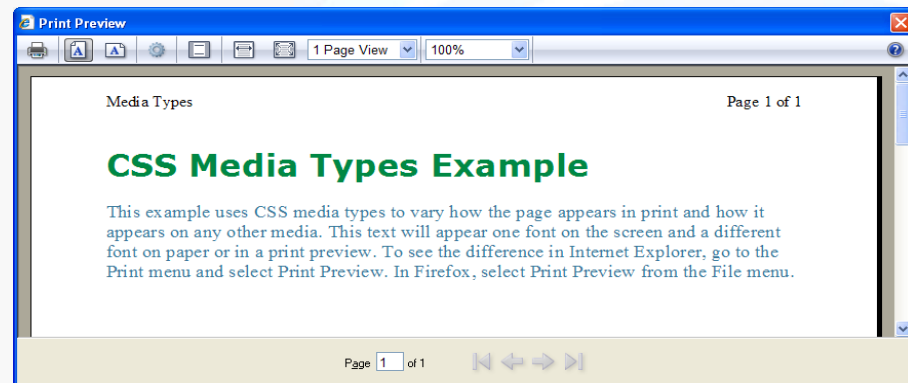 Print Preview
1 Page View 100%
Media Types Page 1 of 1
CSS Media Types Example
This example uses CSS media types to vary how the page appears in print and how it
appears on any other media. This text will appear one font on the screen and a different
font on paper or in a print preview. To see the difference in Internet Explorer, go to the
Print menu and select Print Preview. In Firefox, select Print Preview from the File menu.
Page 1 of 1